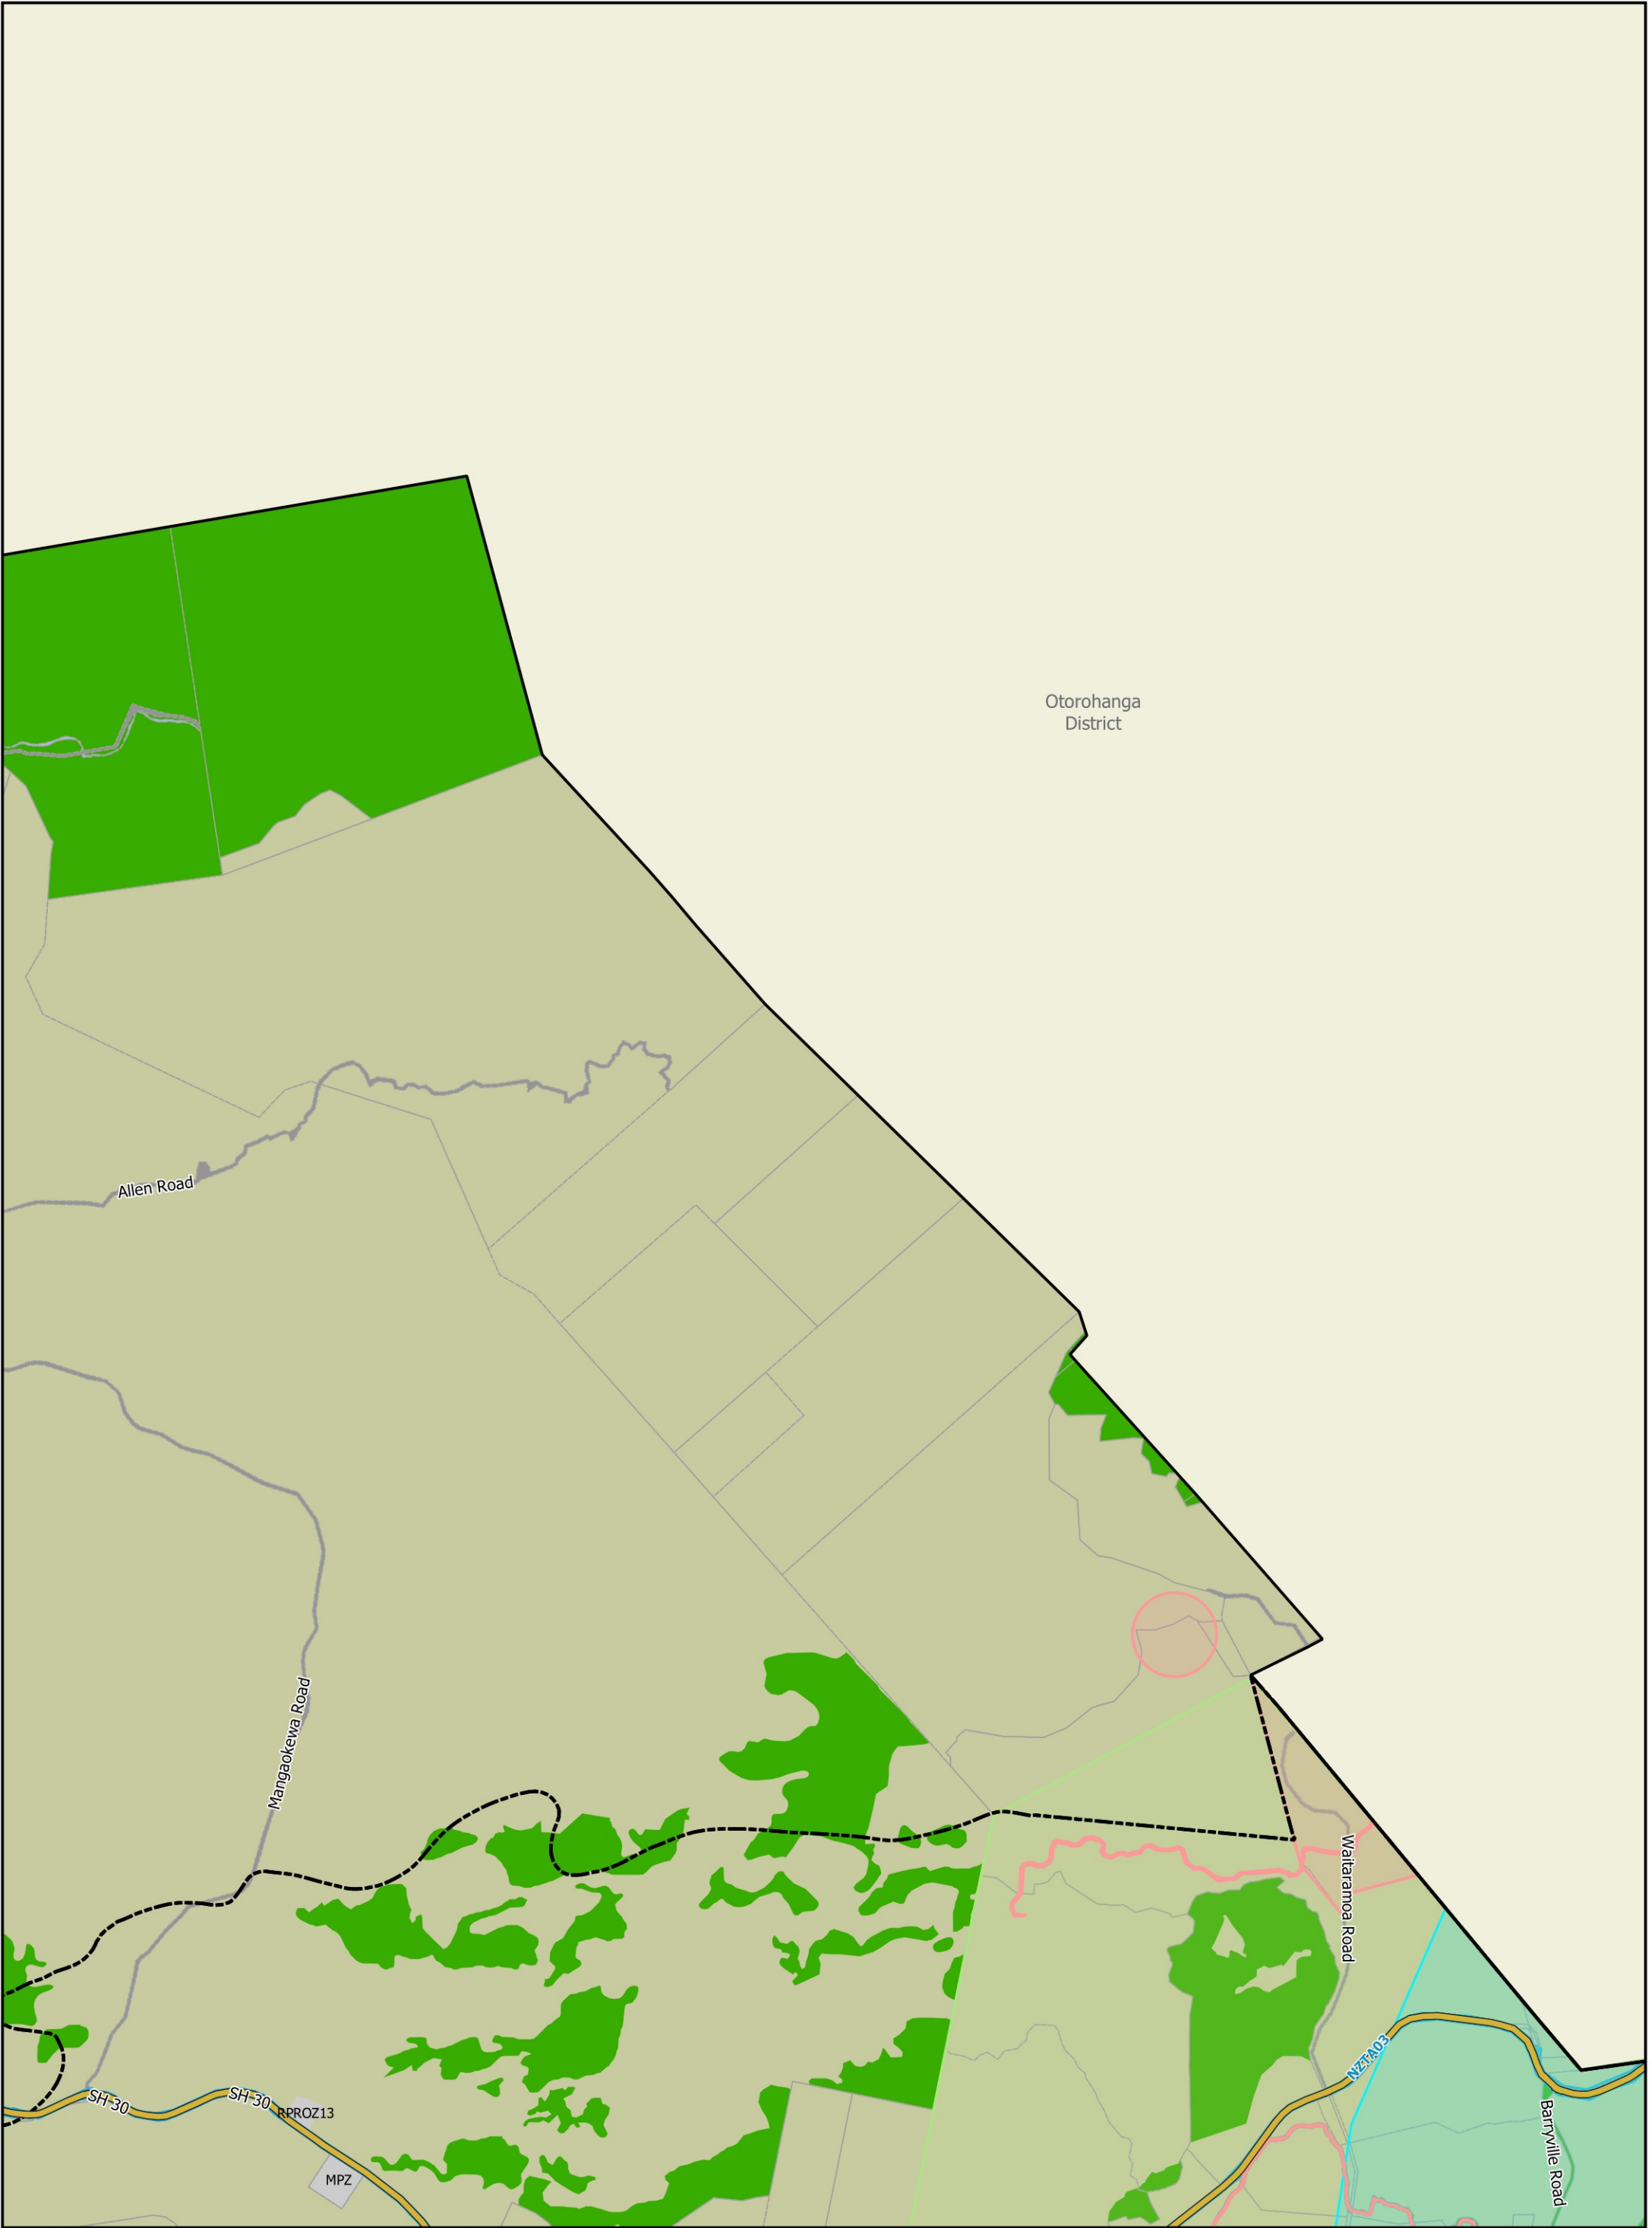 Otorohanga
District
Allen Road
Mangaokewa Road
Waitaramoa Road
NZTA03
SH 30
SH 30
RPROZ13
Barryville Road
MPZ